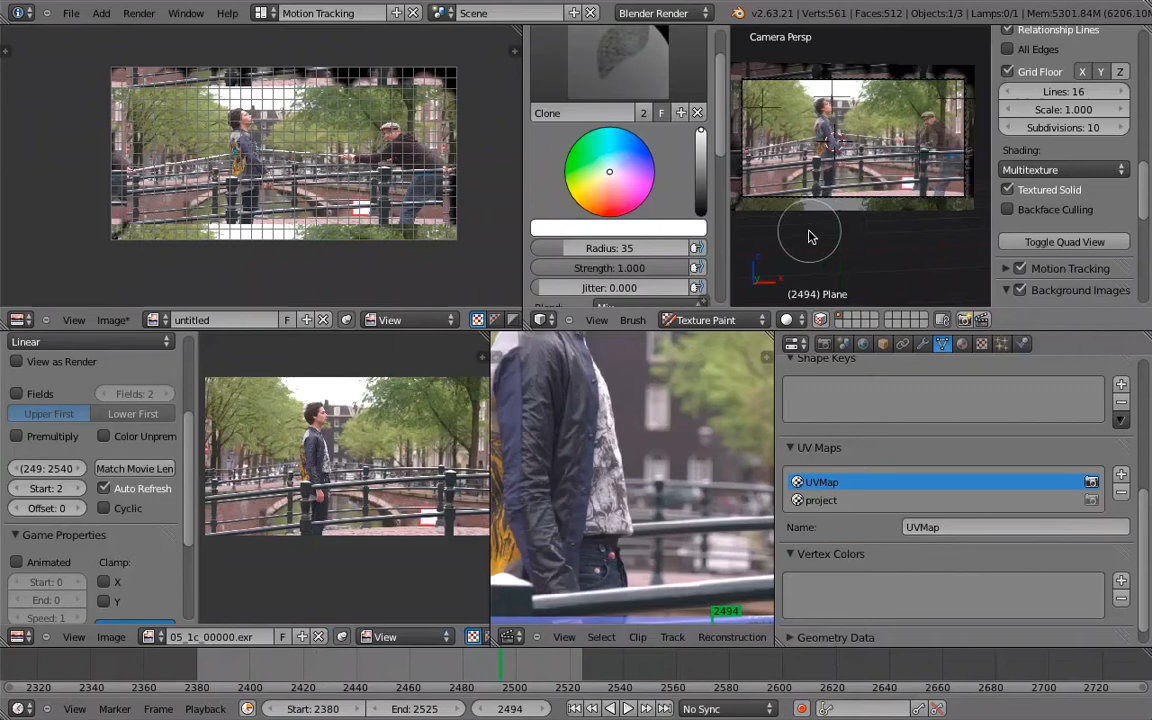 File Add Render Window Help Motion Tracking Scene Blender Render v2.63.21 | Verts:561 | Faces:512 | Objects:1/3 | Lamps:0/1 | Mem:5301.84M (6206.10M
Camera Persp
Relationship Lines
All Edges
Grid Floor X Y Z
Lines: 16
Scale: 1.000
Subdivisions: 10
Shading:
Multitexture
Textured Solid
Backface Culling
Toggle Quad View
Motion Tracking
Background Images
Clone 2 F
Radius: 35
Strength: 1.000
Jitter: 0.000
(2494) Plane
View Image* untitled F View
View Brush Texture Paint
Linear
View as Render
Fields Fields: 2
Upper First Lower First
Premultiply Color Unprem
(249: 2540 Match Movie Len
Start: 2 Auto Refresh
Offset: 0 Cyclic
Game Properties
Animated Clamp:
Start: 0 X
End: 0 Y
Speed: 1
View Image 05_1c_00000.exr F View
2494
View Select Clip Track Reconstruction
Shape Keys
UV Maps
UVMap
project
Name: UVMap
Vertex Colors
Geometry Data
2320 2340 2360 2380 2400 2420 2440 2460 2480 2500 2520 2540 2560 2580 2600 2620 2640 2660 2680 2700 2720
View Marker Frame Playback Start: 2380 End: 2525 2494 No Sync